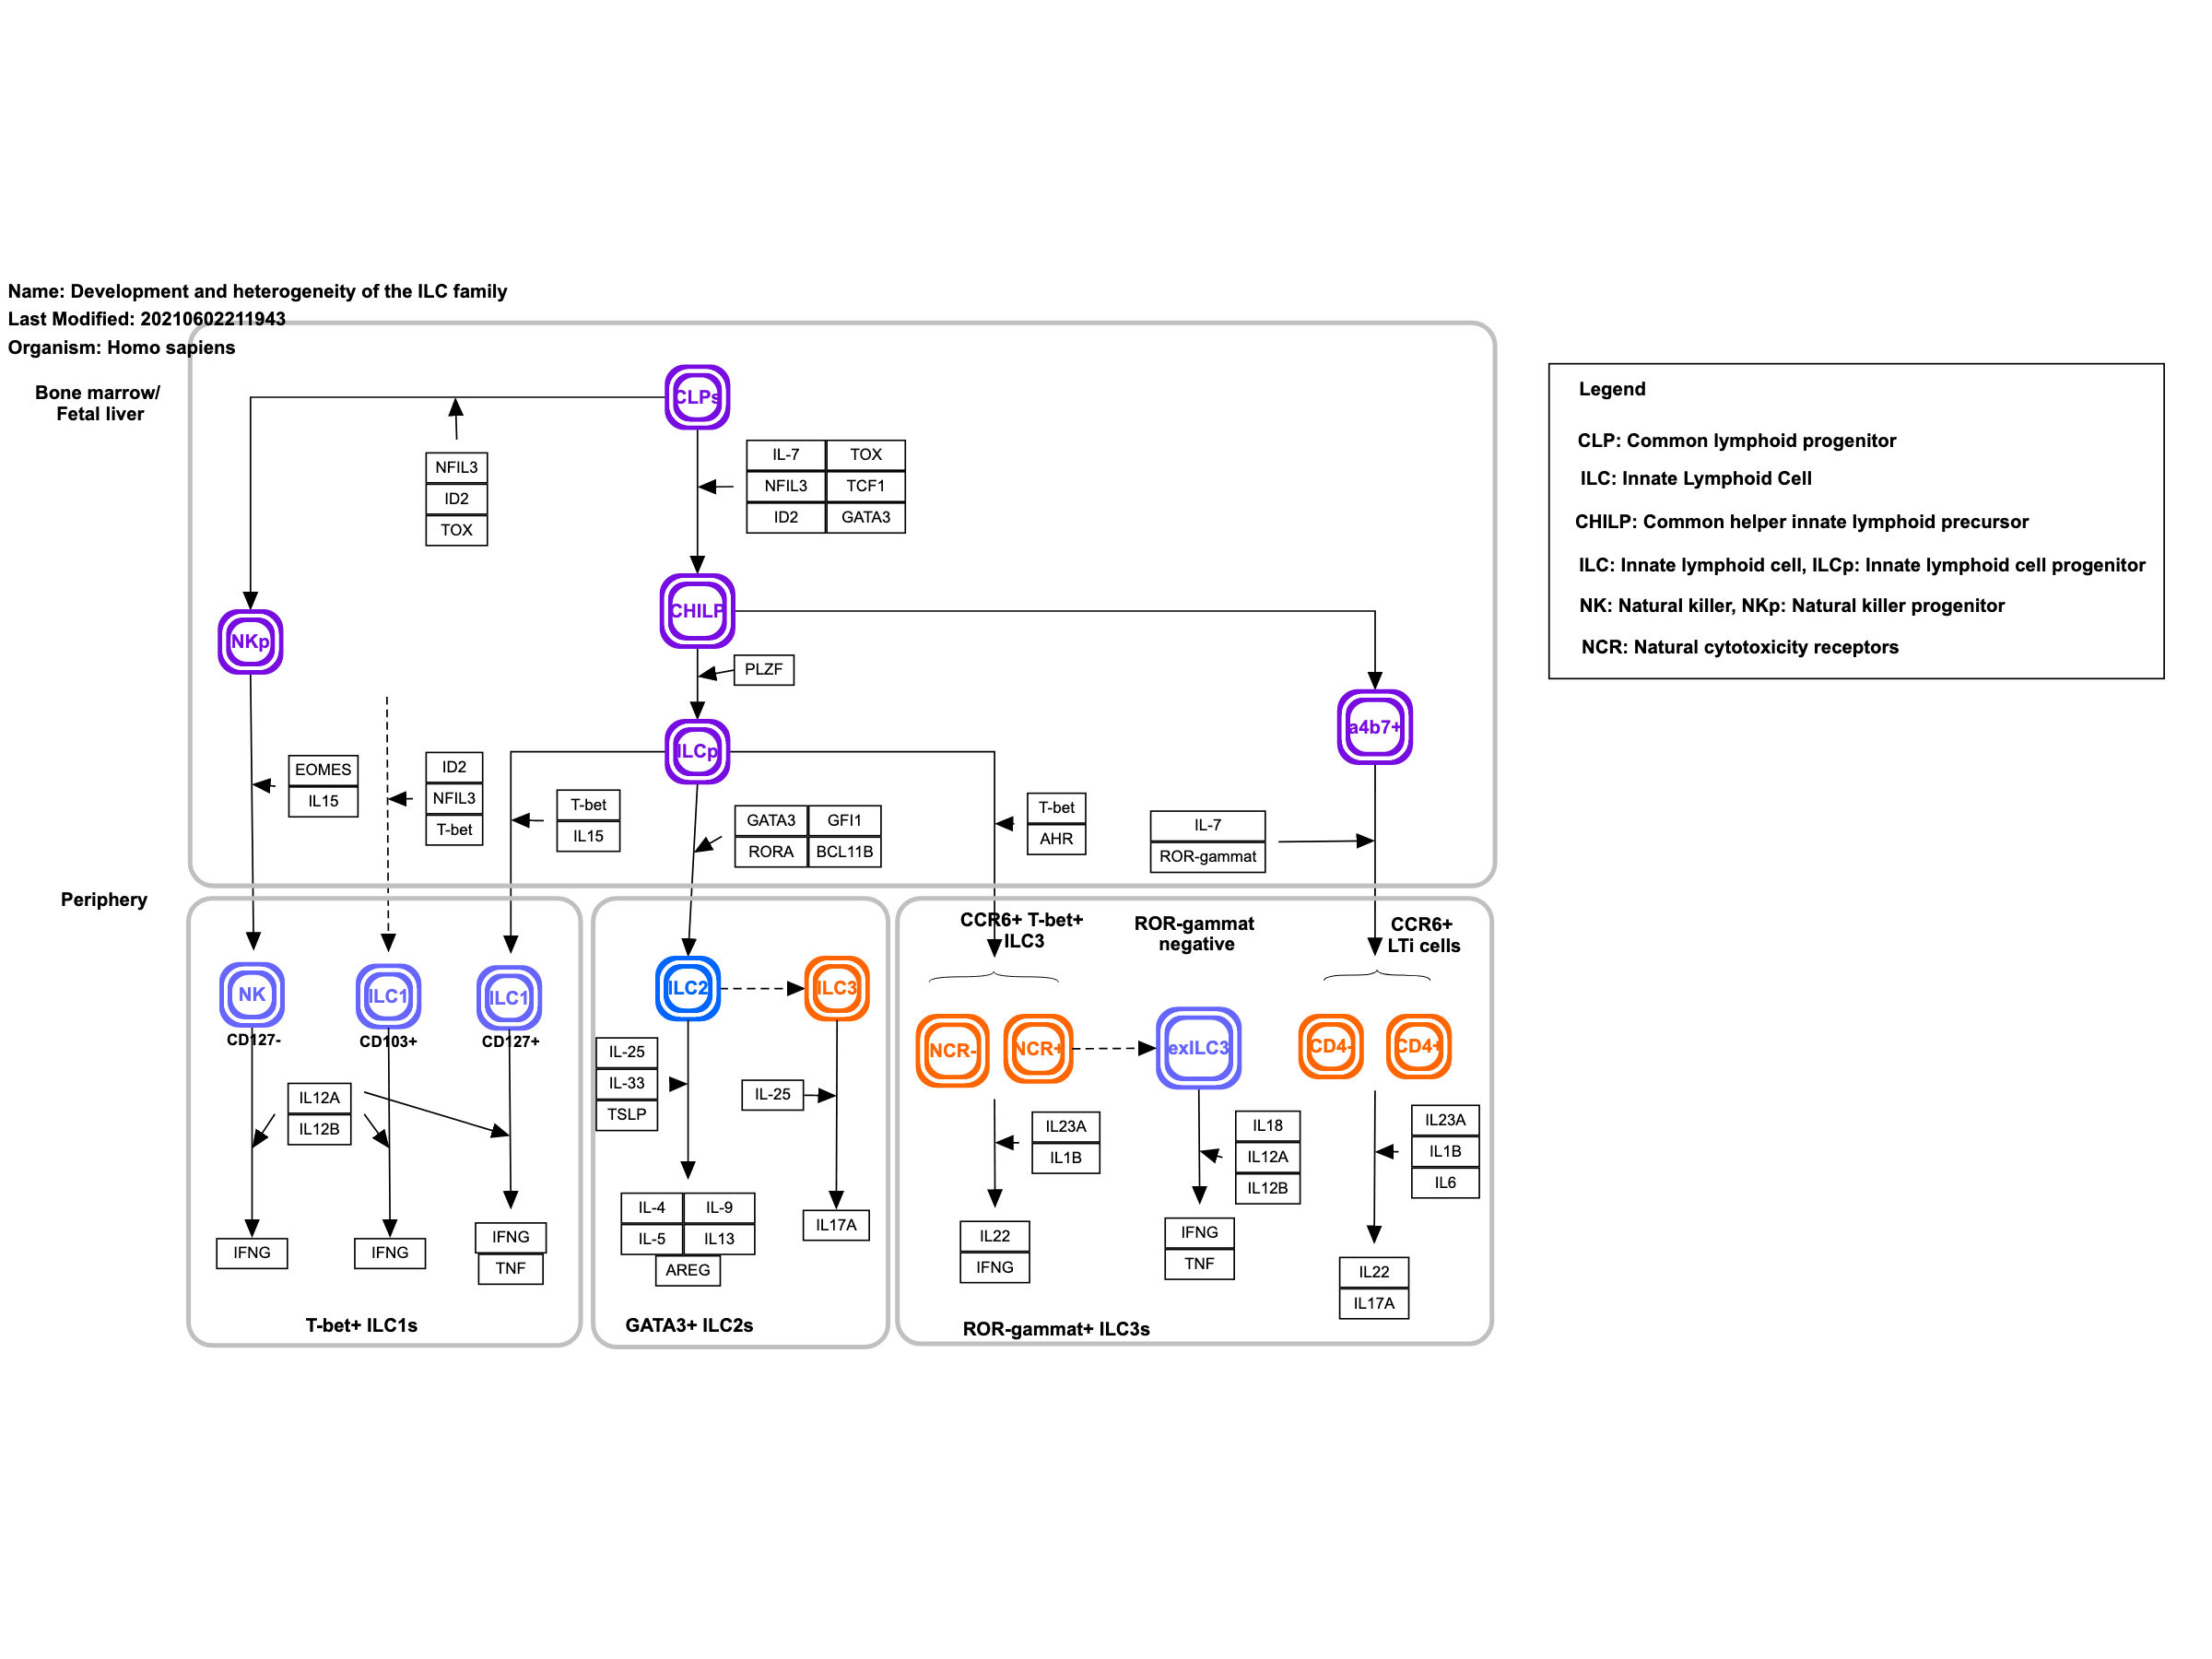 Name: Development and heterogeneity of the ILC family
Last Modified: 20210602211943
Organism: Homo sapiens
Bone marrow/
Fetal liver
CLPs
NFIL3
ID2
TOX
IL-7
TOX
NFIL3
TCF1
ID2
GATA3
NKp
CHILP
PLZF
a4b7+
ILCp
EOMES
IL15
ID2
NFIL3
T-bet
T-bet
IL15
GATA3
GFI1
RORA
BCL11B
T-bet
AHR
IL-7
ROR-gammat
Legend
CLP: Common lymphoid progenitor
ILC: Innate Lymphoid Cell
CHILP: Common helper innate lymphoid precursor
ILC: Innate lymphoid cell, ILCp: Innate lymphoid cell progenitor
NK: Natural killer, NKp: Natural killer progenitor
NCR: Natural cytotoxicity receptors
Periphery
NK
CD127-
ILC1
CD103+
ILC1
CD127+
IL12A
IL12B
IFNG
IFNG
IFNG
TNF
T-bet+ ILC1s
ILC2
ILC3
IL-25
IL-33
TSLP
IL-25
IL-4
IL-9
IL-5
IL13
AREG
IL17A
GATA3+ ILC2s
CCR6+ T-bet+
ILC3
ROR-gammat
negative
CCR6+
LTi cells
NCR-
NCR+
exILC3
CD4-
CD4+
IL23A
IL1B
IL18
IL12A
IL12B
IL23A
IL1B
IL6
IL22
IFNG
IFNG
TNF
IL22
IL17A
ROR-gammat+ ILC3s